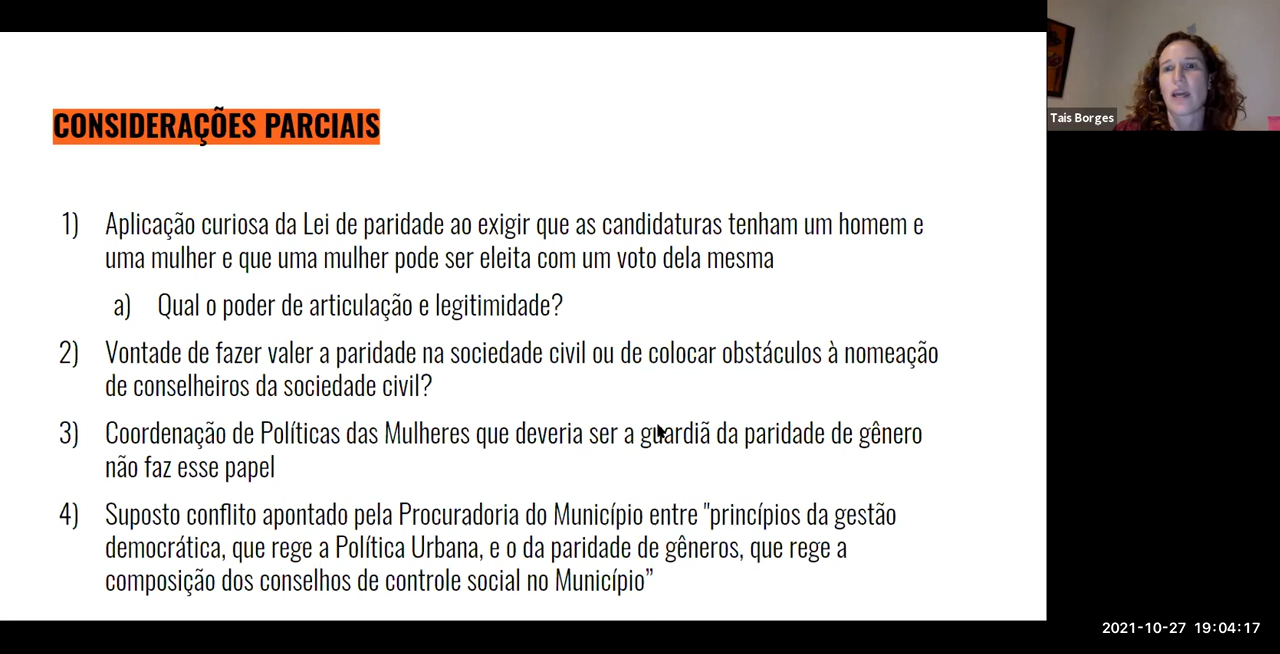 CONSIDERAÇÕES PARCIAIS
Tais Borges
1) Aplicação curiosa da Lei de paridade ao exigir que as candidaturas tenham um homem e
uma mulher e que uma mulher pode ser eleita com um voto dela mesma
a) Qual o poder de articulação e legitimidade?
2) Vontade de fazer valer a paridade na sociedade civil ou de colocar obstáculos à nomeação
de conselheiros da sociedade civil?
3) Coordenação de Políticas das Mulheres que deveria ser a guardiã da paridade de gênero
não faz esse papel
4) Suposto conflito apontado pela Procuradoria do Município entre "princípios da gestão
democrática, que rege a Política Urbana, e o da paridade de gêneros, que rege a
composição dos conselhos de controle social no Município”
2021-10-27 19:04:17